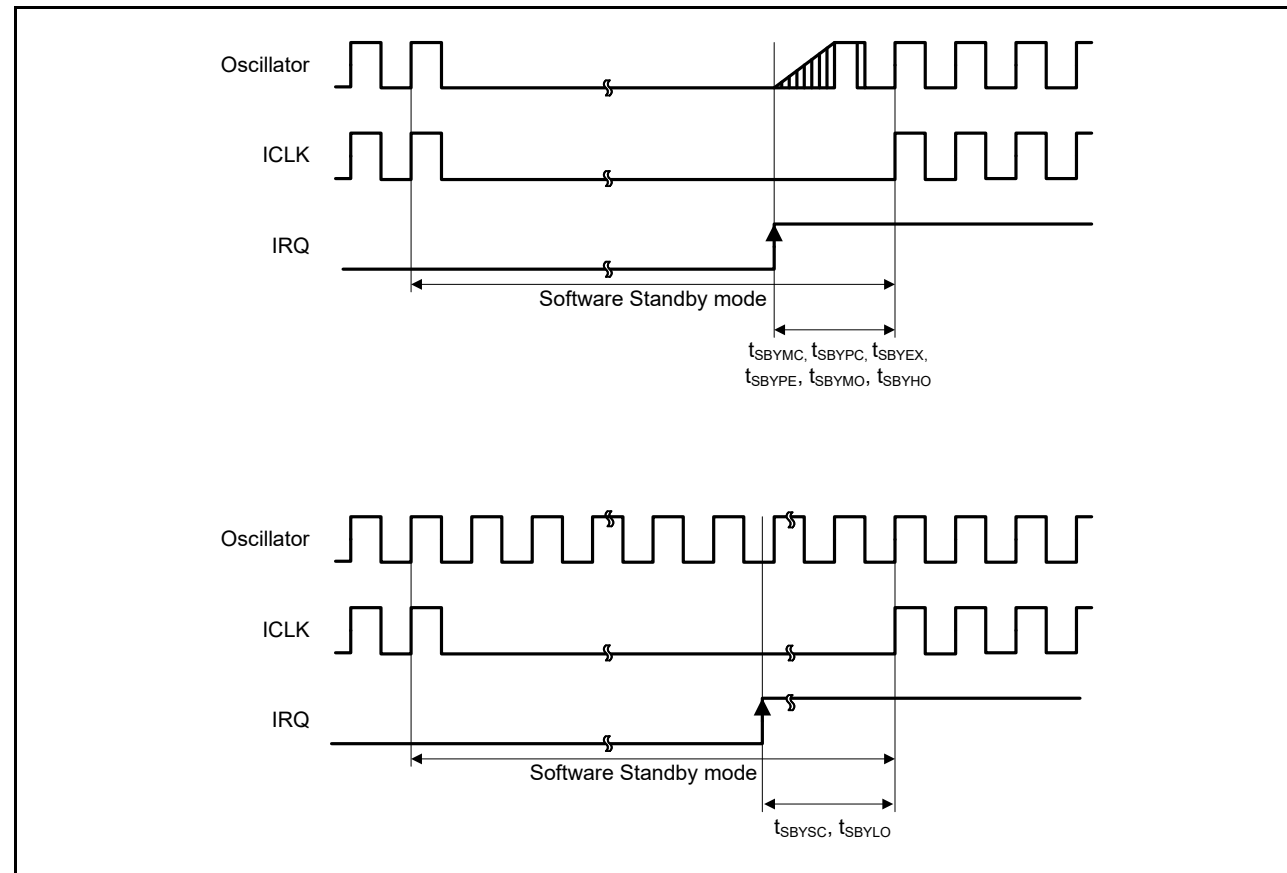 Oscillator
ICLK
IRQ
Software Standby mode
tSBYMC, tSBYPC, tSBYEX,
tSBYPE, tSBYMO, tSBYHO
Oscillator
ICLK
IRQ
Software Standby mode
tSBYSC, tSBYLO